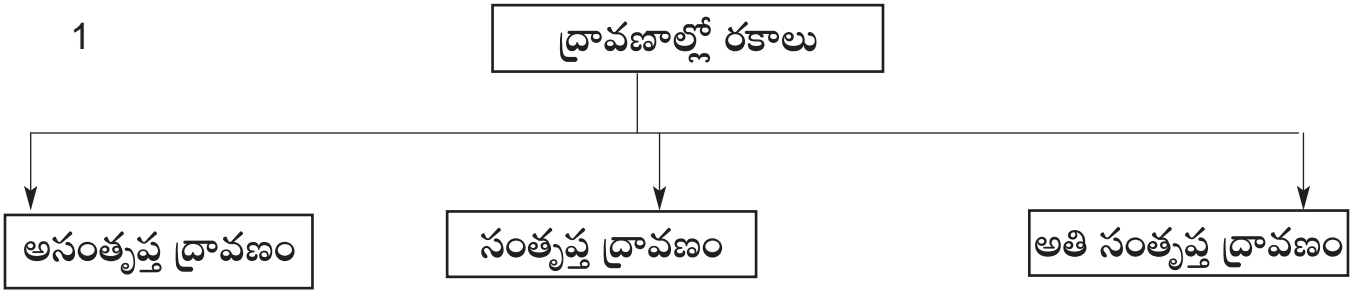 1
ద్రావణాల్లో రకాలు
అసంతృప్త ద్రావణం
సంతృప్త ద్రావణం
అతి సంతృప్త ద్రావణం